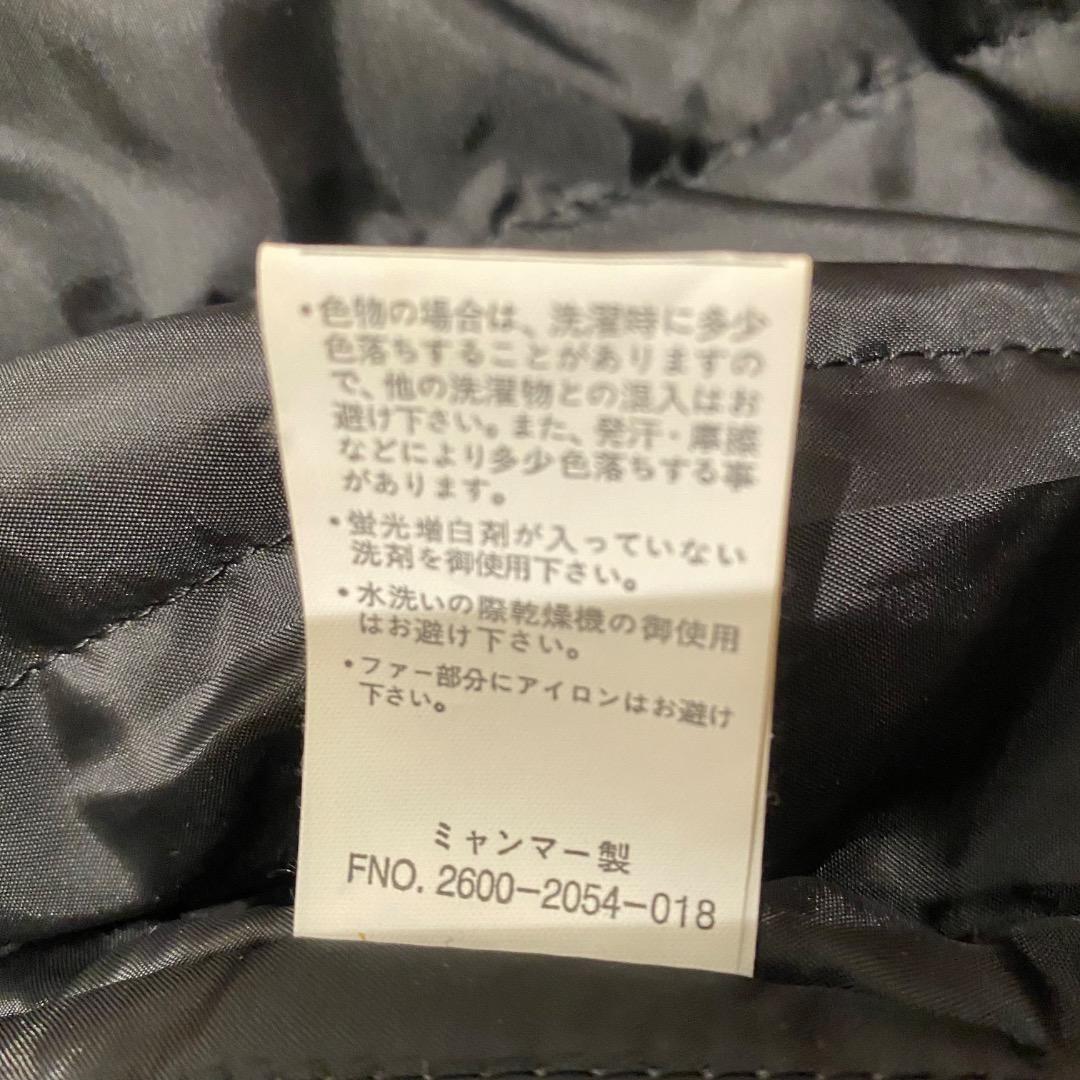 ・色物の場合は、洗濯時に多少
色落ちすることがありますの
で、他の洗濯物との混入はお
避け下さい。また、発汗・摩擦
などにより多少色落ちする事
があります。
・蛍光増白剤が入っていない
洗剤を御使用下さい。
・水洗いの際乾燥機の御使用
はお避け下さい。
・ファー部分にアイロンはお避け
下さい。
ミャンマー製
FNO. 2600-2054-018